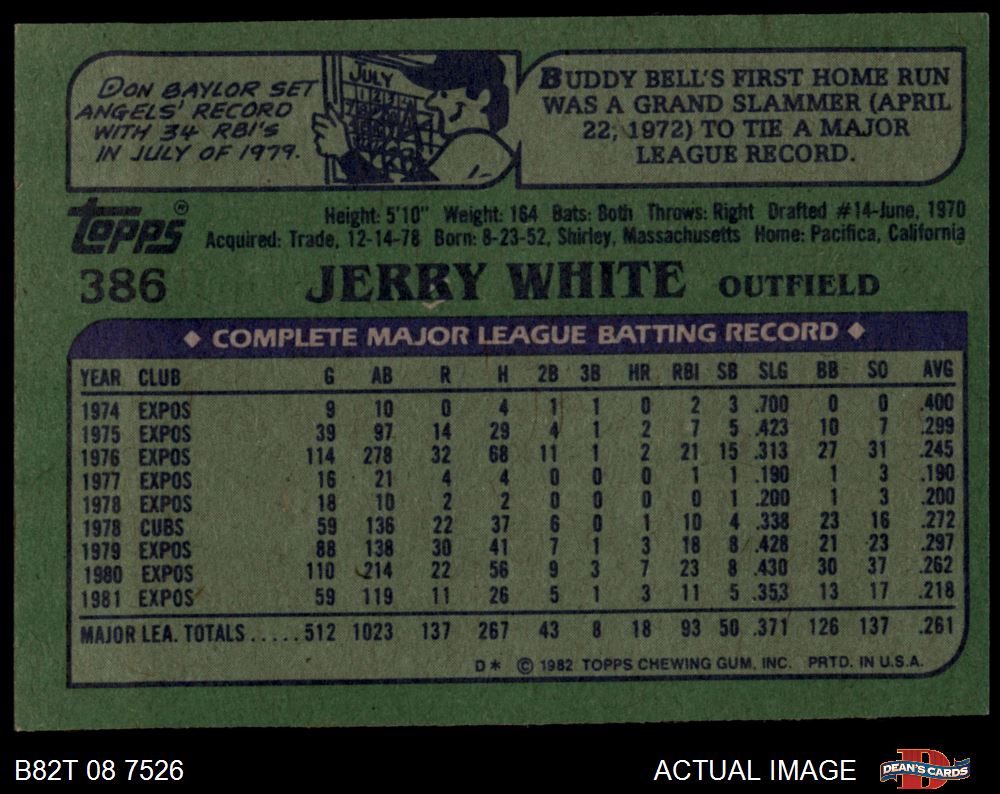 DON BAYLOR SET
ANGELS' RECORD
WITH 34 RBI'S
IN JULY OF 1979.
JULY
BUDDY BELL'S FIRST HOME RUN
WAS A GRAND SLAMMER (APRIL
22, 1972) TO TIE A MAJOR
LEAGUE RECORD.
Topps®
Height: 5'10" Weight: 164 Bats: Both Throws: Right Drafted #14-June, 1970
Acquired: Trade, 12-14-78 Born: 8-23-52, Shirley, Massachusetts Home: Pacifica, California
386 JERRY WHITE OUTFIELD
◆ COMPLETE MAJOR LEAGUE BATTING RECORD ◆
YEAR CLUB G AB R H 2B 3B HR RBI SB SLG BB SO AVG
1974 EXPOS 9 10 0 4 1 1 0 2 3 .700 0 0 .400
1975 EXPOS 39 97 14 29 4 1 2 7 5 .423 10 7 .299
1976 EXPOS 114 278 32 68 11 1 2 21 15 .313 27 31 .245
1977 EXPOS 16 21 4 4 0 0 0 1 1 .190 1 3 .190
1978 EXPOS 18 10 2 2 0 0 0 0 1 .200 1 3 .200
1978 CUBS 59 136 22 37 6 0 1 10 4 .338 23 16 .272
1979 EXPOS 88 138 30 41 7 1 3 18 8 .428 21 23 .297
1980 EXPOS 110 214 22 56 9 3 7 23 8 .430 30 37 .262
1981 EXPOS 59 119 11 26 5 1 3 11 5 .353 13 17 .218
MAJOR LEA. TOTALS.....512 1023 137 267 43 8 18 93 50 .371 126 137 .261
D* © 1982 TOPPS CHEWING GUM, INC. PRTD. IN U.S.A.
B82T 08 7526
ACTUAL IMAGE
D
DEAN'S CARDS